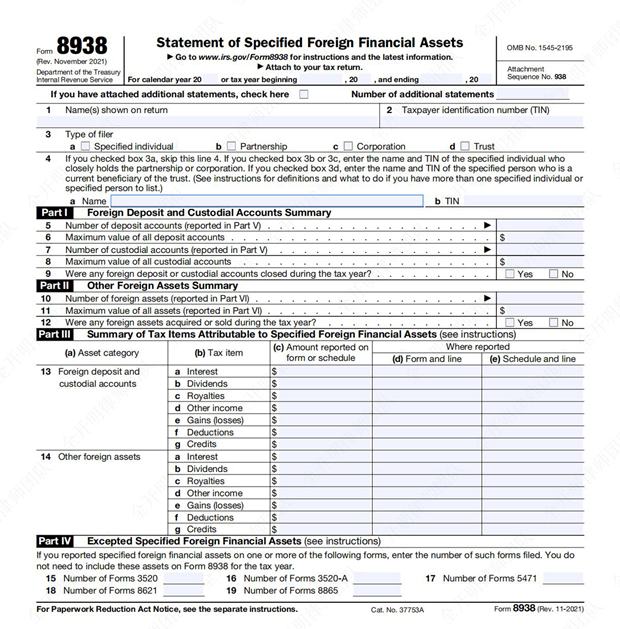 Form 8938
(Rev. November 2021)
Department of the Treasury
Internal Revenue Service
Statement of Specified Foreign Financial Assets
▶ Go to www.irs.gov/Form8938 for instructions and the latest information.
▶ Attach to your tax return.
For calendar year 20 or tax year beginning , 20 , and ending , 20
OMB No. 1545-2195
Attachment
Sequence No. 938
If you have attached additional statements, check here Number of additional statements
1 Name(s) shown on return 2 Taxpayer identification number (TIN)
3 Type of filer
a Specified individual b Partnership c Corporation d Trust
4 If you checked box 3a, skip this line 4. If you checked box 3b or 3c, enter the name and TIN of the specified individual who
closely holds the partnership or corporation. If you checked box 3d, enter the name and TIN of the specified person who is a
current beneficiary of the trust. (See instructions for definitions and what to do if you have more than one specified individual or
specified person to list.)
a Name b TIN
Part I Foreign Deposit and Custodial Accounts Summary
5 Number of deposit accounts (reported in Part V) . . . . . . . . . . . . . . . . . ▶
6 Maximum value of all deposit accounts . . . . . . . . . . . . . . . . . . . $
7 Number of custodial accounts (reported in Part V) . . . . . . . . . . . . . . . . ▶
8 Maximum value of all custodial accounts . . . . . . . . . . . . . . . . . . $
9 Were any foreign deposit or custodial accounts closed during the tax year? . . . . . . . . . Yes No
Part II Other Foreign Assets Summary
10 Number of foreign assets (reported in Part VI) . . . . . . . . . . . . . . . . . ▶
11 Maximum value of all assets (reported in Part VI) . . . . . . . . . . . . . . . . $
12 Were any foreign assets acquired or sold during the tax year? . . . . . . . . . . . . Yes No
Part III Summary of Tax Items Attributable to Specified Foreign Financial Assets (see instructions)
(a) Asset category (b) Tax item (c) Amount reported on form or schedule Where reported
(d) Form and line (e) Schedule and line
13 Foreign deposit and a Interest $
custodial accounts b Dividends $
c Royalties $
d Other income $
e Gains (losses) $
f Deductions $
g Credits $
14 Other foreign assets a Interest $
b Dividends $
c Royalties $
d Other income $
e Gains (losses) $
f Deductions $
g Credits $
Part IV Excepted Specified Foreign Financial Assets (see instructions)
If you reported specified foreign financial assets on one or more of the following forms, enter the number of such forms filed. You do
not need to include these assets on Form 8938 for the tax year.
15 Number of Forms 3520 16 Number of Forms 3520-A 17 Number of Forms 5471
18 Number of Forms 8621 19 Number of Forms 8865
For Paperwork Reduction Act Notice, see the separate instructions. Cat. No. 37753A Form 8938 (Rev. 11-2021)